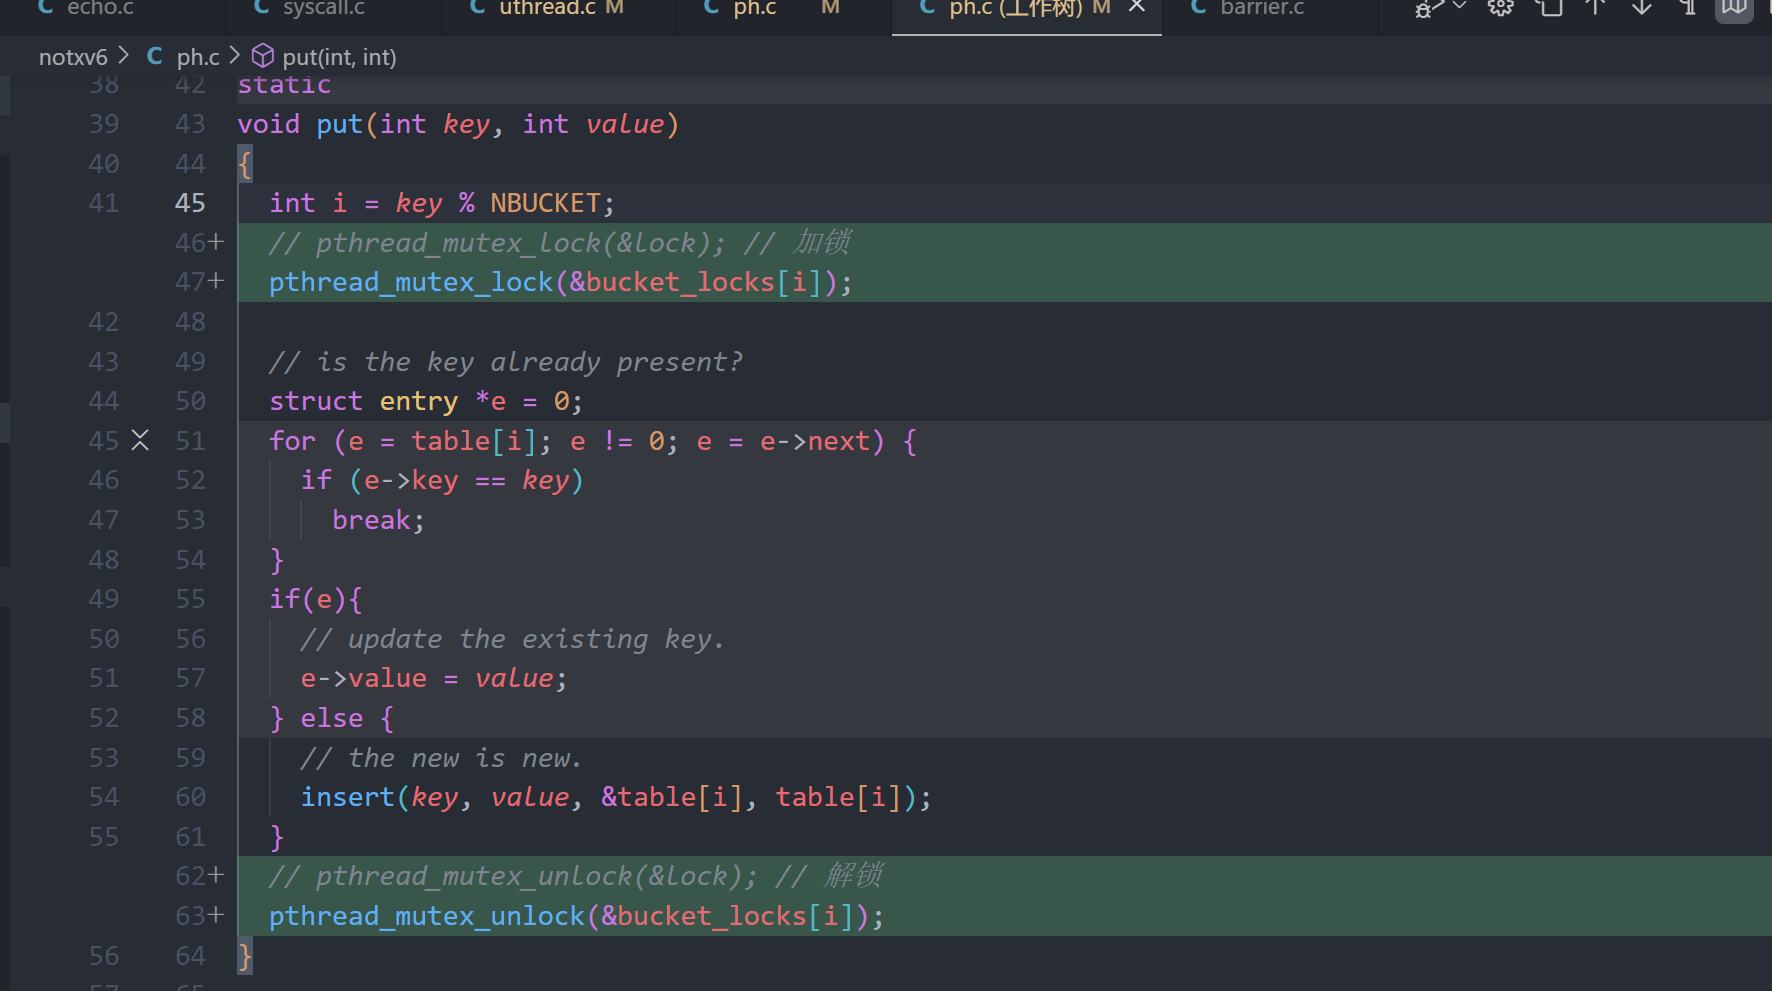 C echo.c C syscall.c C uthread.c M C ph.c M C ph.c (工作树) M C barrier.c
notxv6 > C ph.c > put(int, int)
38 42 static
39 43 void put(int key, int value)
40 44 {
41 45 int i = key % NBUCKET;
46+ // pthread_mutex_lock(&lock); // 加锁
47+ pthread_mutex_lock(&bucket_locks[i]);
42 48
43 49 // is the key already present?
44 50 struct entry *e = 0;
45 51 for (e = table[i]; e != 0; e = e->next) {
46 52 if (e->key == key)
47 53 break;
48 54 }
49 55 if(e){
50 56 // update the existing key.
51 57 e->value = value;
52 58 } else {
53 59 // the new is new.
54 60 insert(key, value, &table[i], table[i]);
55 61 }
62+ // pthread_mutex_unlock(&lock); // 解锁
63+ pthread_mutex_unlock(&bucket_locks[i]);
56 64 }
57 65